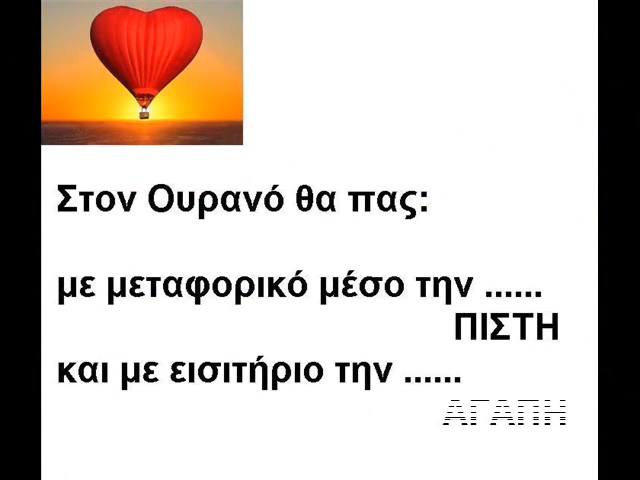 Στον Ουρανό θα πας:
με μεταφορικό μέσο την ......
ΠΙΣΤΗ
και με εισιτήριο την ......
ΑΓΑΠΗ